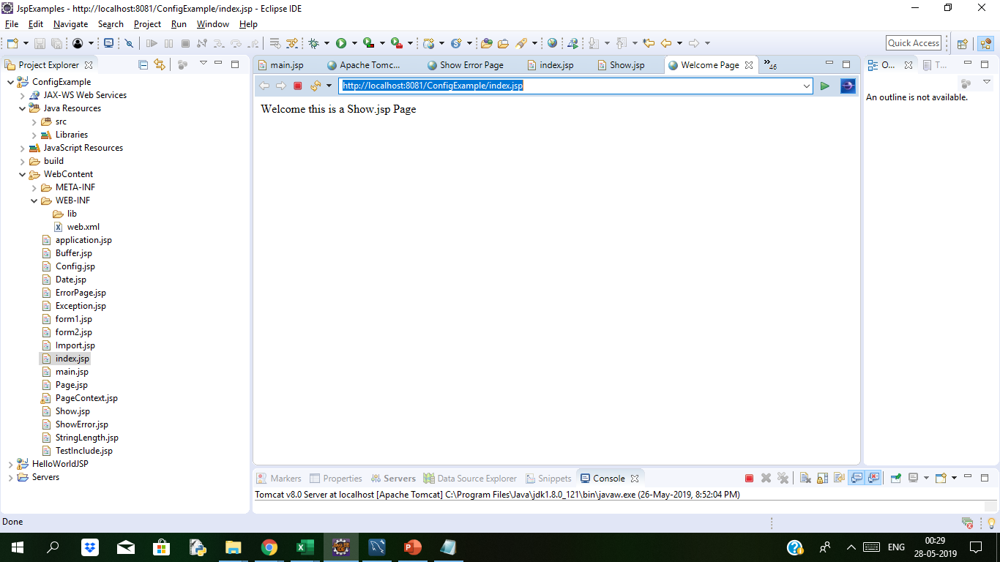 JspExamples - http://localhost:8081/ConfigExample/index.jsp - Eclipse IDE
File Edit Navigate Search Project Run Window Help
Quick Access
Project Explorer
main.jsp Apache Tomc... Show Error Page index.jsp Show.jsp Welcome Page »46
O... T...
http://localhost:8081/ConfigExample/index.jsp
Welcome this is a Show.jsp Page
An outline is not available.
ConfigExample
JAX-WS Web Services
Java Resources
src
Libraries
JavaScript Resources
build
WebContent
META-INF
WEB-INF
lib
web.xml
application.jsp
Buffer.jsp
Config.jsp
Date.jsp
ErrorPage.jsp
Exception.jsp
form1.jsp
form2.jsp
Import.jsp
index.jsp
main.jsp
Page.jsp
PageContext.jsp
Show.jsp
ShowError.jsp
StringLength.jsp
TestInclude.jsp
HelloWorldJSP
Servers
Markers Properties Servers Data Source Explorer Snippets Console
Tomcat v8.0 Server at localhost [Apache Tomcat] C:\Program Files\Java\jdk1.8.0_121\bin\javaw.exe (26-May-2019, 8:52:04 PM)
Done
ENG
00:29
28-05-2019